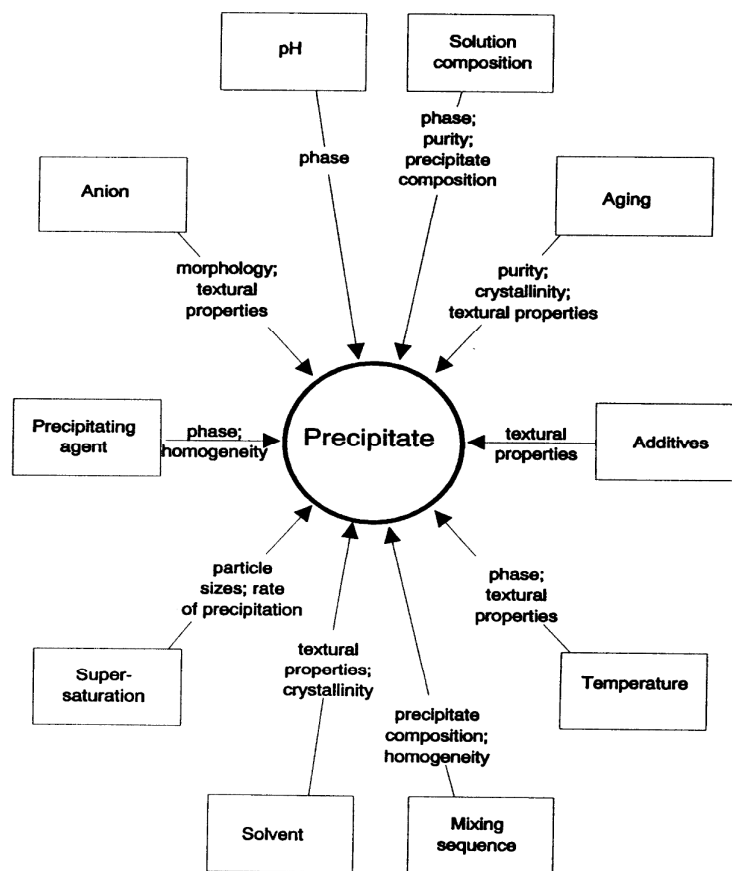 pH
Solution
composition
phase
phase;
purity;
precipitate
composition
Anion
Aging
morphology;
textural
properties
purity;
crystallinity;
textural properties
Precipitating
agent
phase;
homogeneity
Precipitate
textural
properties
Additives
particle
sizes; rate
of precipitation
phase;
textural
properties
Super-
saturation
textural
properties;
crystallinity
Temperature
precipitate
composition;
homogeneity
Solvent
Mixing
sequence